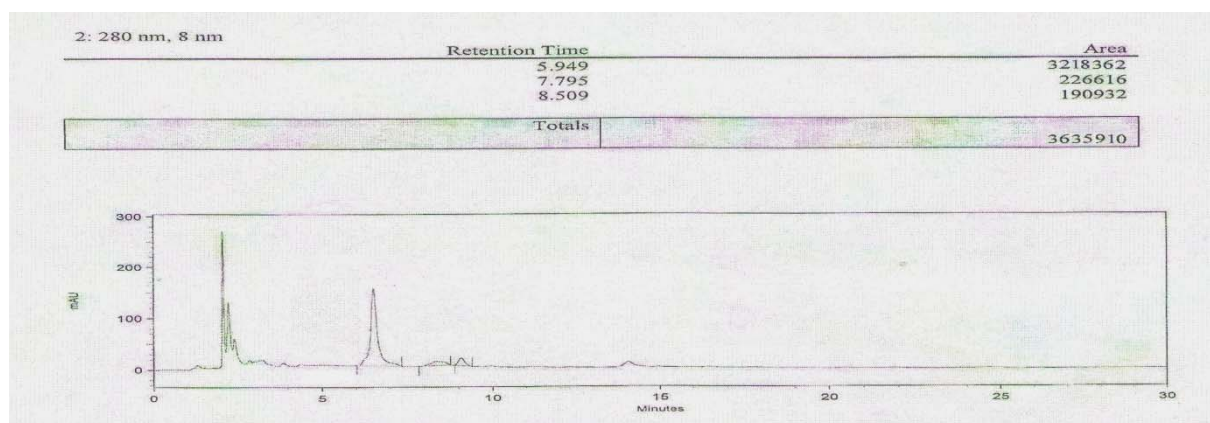 2: 280 nm, 8 nm
Retention Time Area
5.949 3218362
7.795 226616
8.509 190932
Totals
3635910
300
200
100
0
mAU
0 5 10 15 20 25 30
Minutes